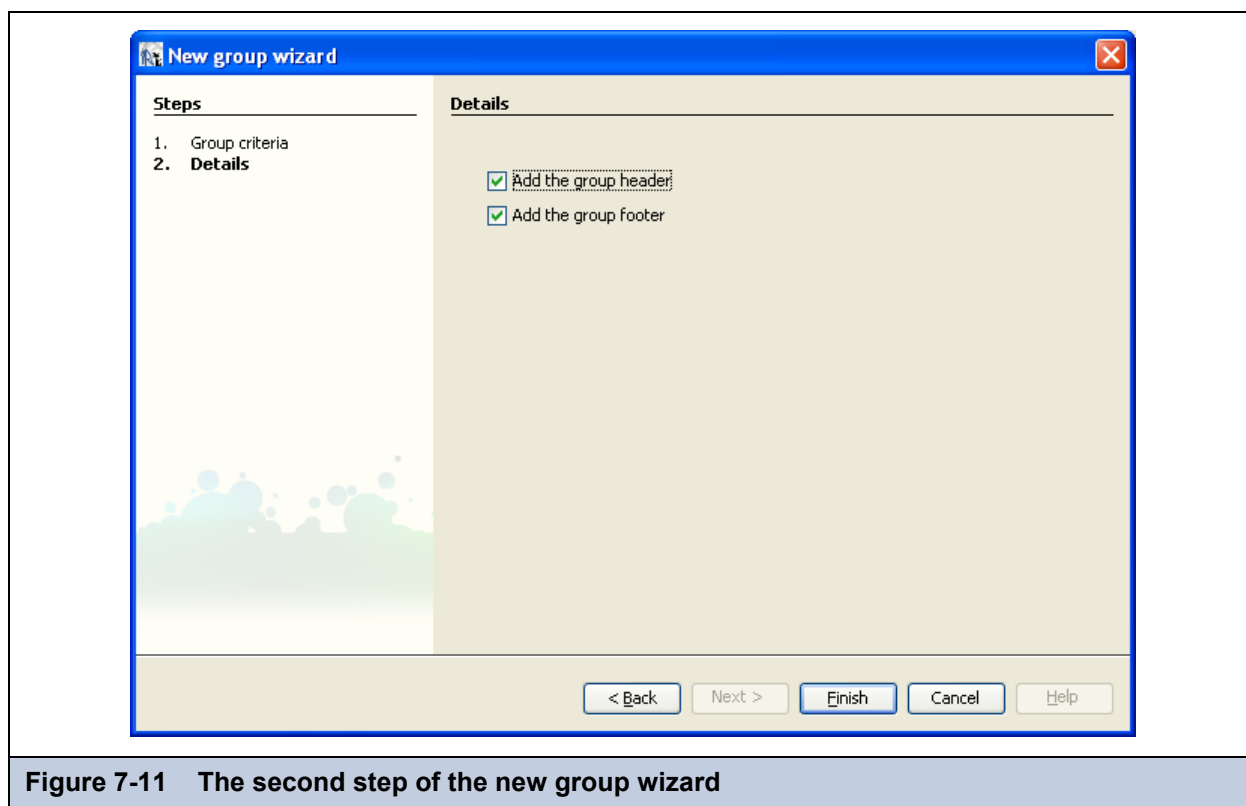 New group wizard
Steps
1. Group criteria
2. Details
Details
Add the group header
Add the group footer
< Back
Next >
Finish
Cancel
Help
Figure 7-11 The second step of the new group wizard